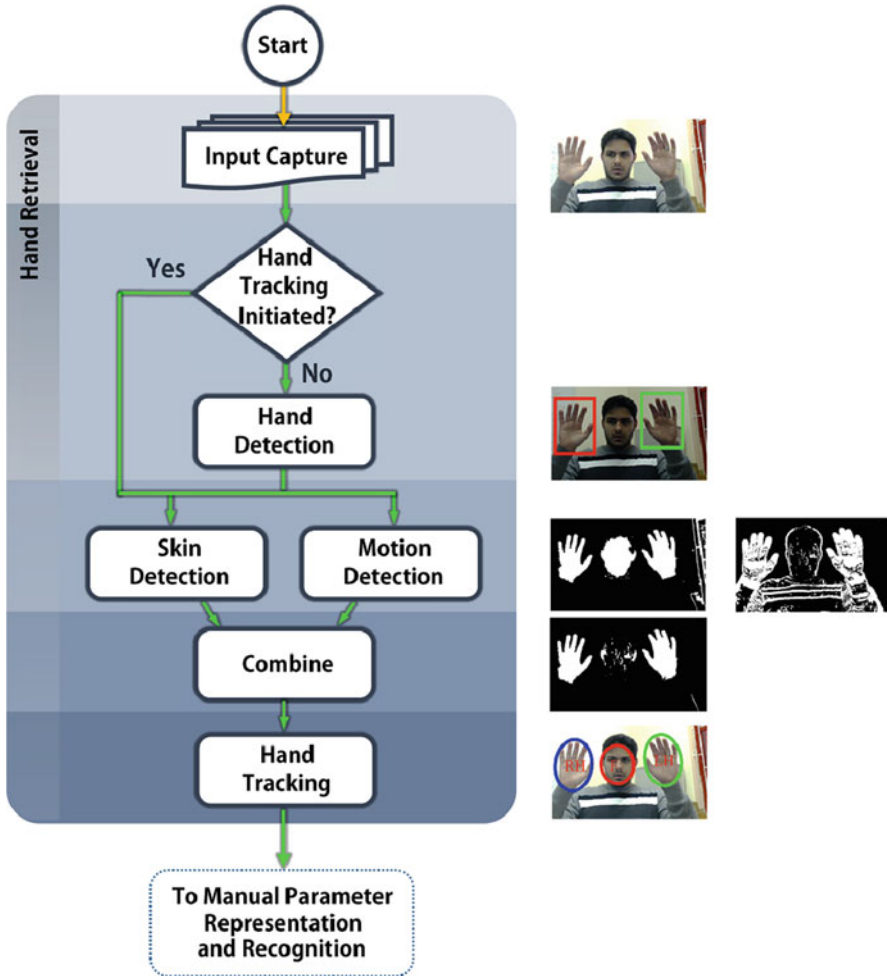 Start
Hand Retrieval
Input Capture
Hand
Tracking
Initiated?
Yes
No
Hand
Detection
Skin
Detection
Motion
Detection
Combine
Hand
Tracking
RH
LH
To Manual Parameter
Representation
and Recognition